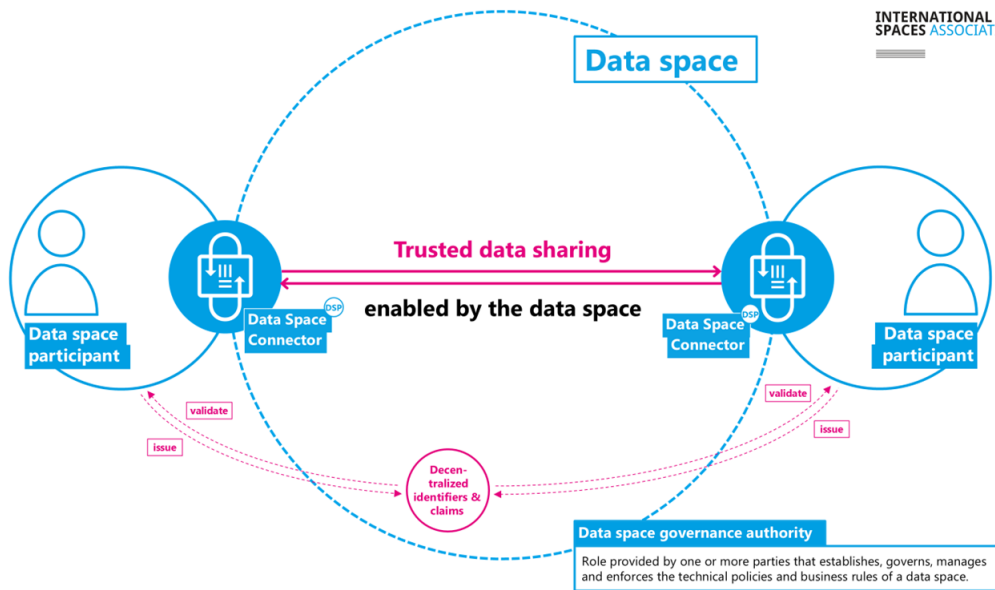 INTERNATIONAL
SPACES ASSOCIAT
Data space
Trusted data sharing
enabled by the data space
DSP
Data Space
Connector
DSP
Data Space
Connector
Data space
participant
Data space
participant
validate
issue
validate
issue
Decen-
tralized
identifiers &
claims
Data space governance authority
Role provided by one or more parties that establishes, governs, manages
and enforces the technical policies and business rules of a data space.